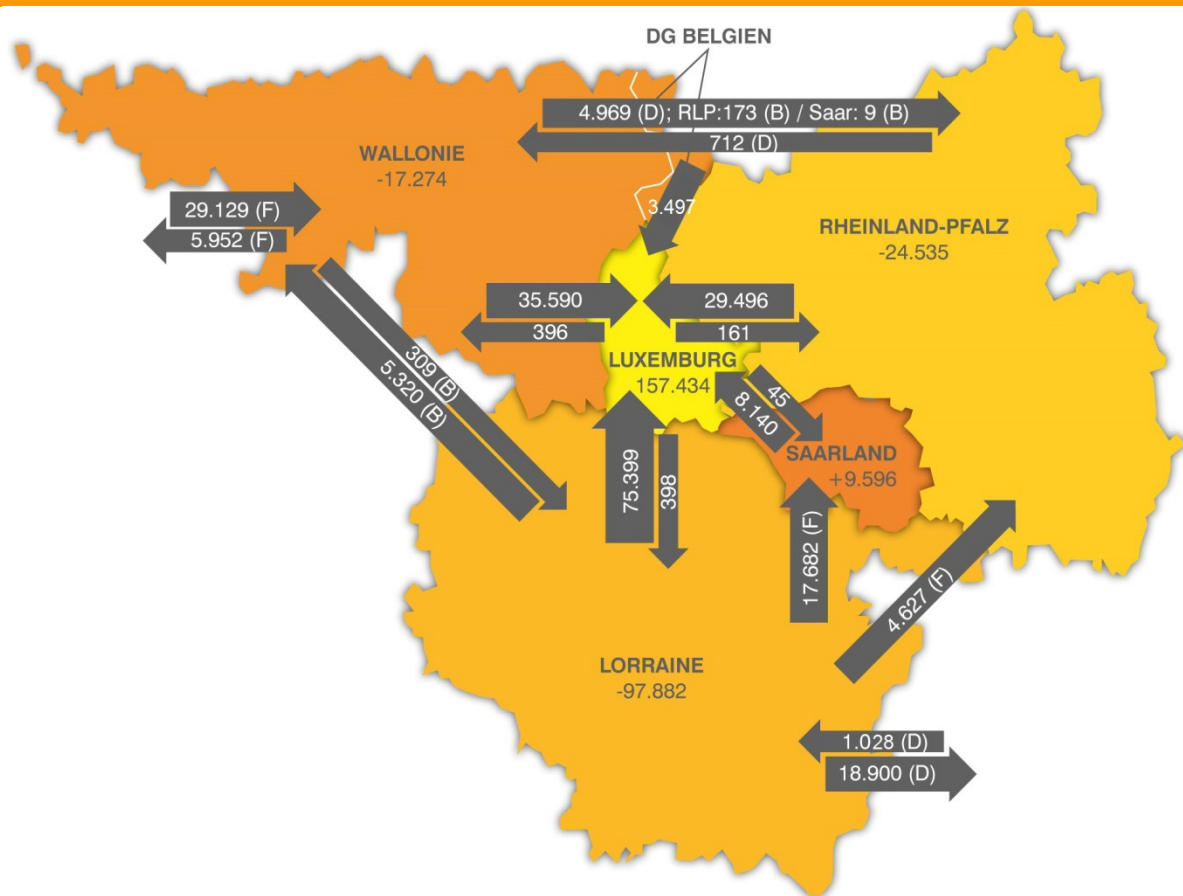 DG BELGIEN
4.969 (D); RLP:173 (B) / Saar: 9 (B)
712 (D)
WALLONIE
-17.274
29.129 (F)
5.952 (F)
3.497
RHEINLAND-PFALZ
-24.535
35.590
29.496
396
161
LUXEMBURG
157.434
309 (B)
5.320 (B)
45
8.140
SAARLAND
+9.596
75.399
398
17.682 (F)
4.627 (F)
LORRAINE
-97.882
1.028 (D)
18.900 (D)